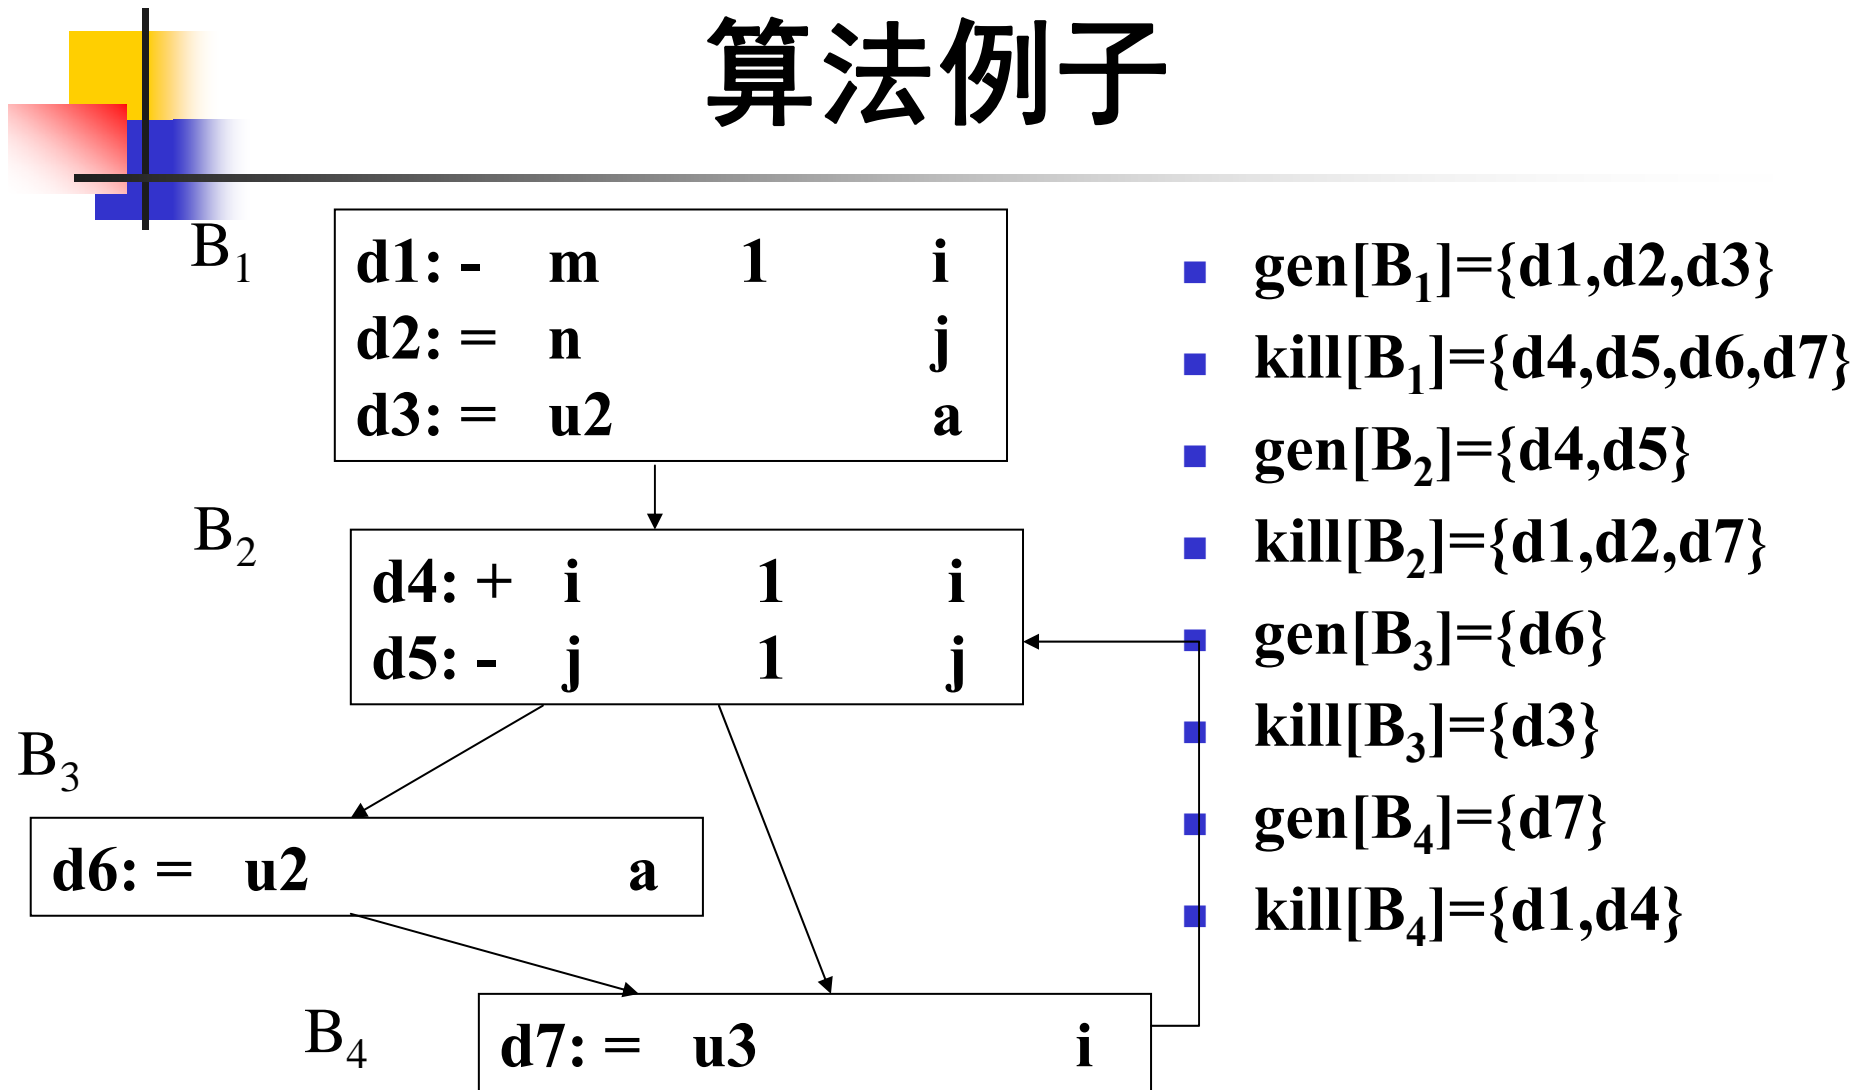 算法例子
B1
d1: - m 1 i
d2: = n j
d3: = u2 a
B2
d4: + i 1 i
d5: - j 1 j
B3
d6: = u2 a
B4
d7: = u3 i
gen[B1]={d1,d2,d3}
kill[B1]={d4,d5,d6,d7}
gen[B2]={d4,d5}
kill[B2]={d1,d2,d7}
gen[B3]={d6}
kill[B3]={d3}
gen[B4]={d7}
kill[B4]={d1,d4}